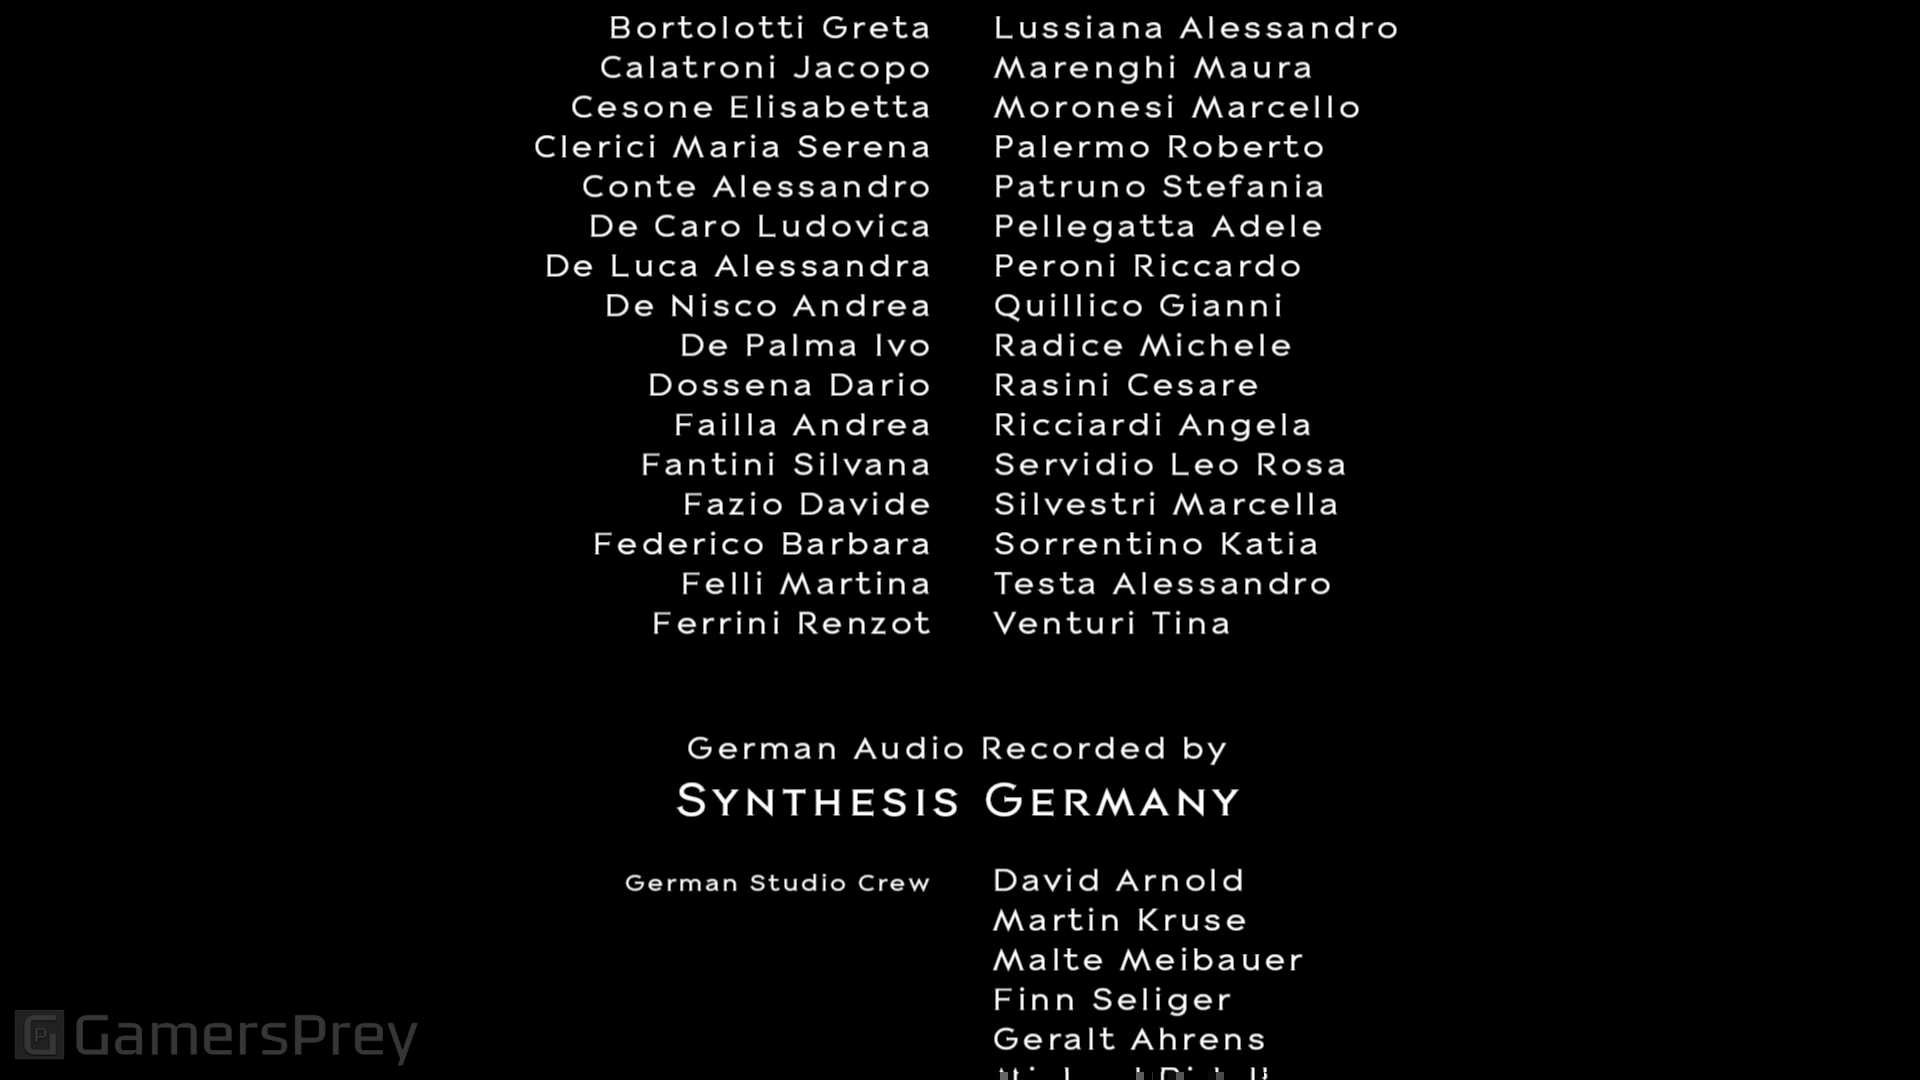 Bortolotti Greta Lussiana Alessandro
Calatroni Jacopo Marenghi Maura
Cesone Elisabetta Moronesi Marcello
Clerici Maria Serena Palermo Roberto
Conte Alessandro Patruno Stefania
De Caro Ludovica Pellegatta Adele
De Luca Alessandra Peroni Riccardo
De Nisco Andrea Quillico Gianni
De Palma Ivo Radice Michele
Dossena Dario Rasini Cesare
Failla Andrea Ricciardi Angela
Fantini Silvana Servidio Leo Rosa
Fazio Davide Silvestri Marcella
Federico Barbara Sorrentino Katia
Felli Martina Testa Alessandro
Ferrini Renzot Venturi Tina
German Audio Recorded by
Synthesis Germany
German Studio Crew David Arnold
Martin Kruse
Malte Meibauer
Finn Seliger
Geralt Ahrens
GamersPrey